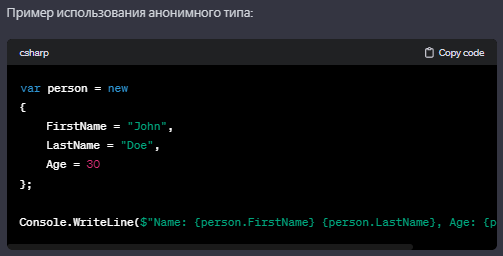 Пример использования анонимного типа:
csharp
Copy code
var person = new
{
    FirstName = "John",
    LastName = "Doe",
    Age = 30
};
Console.WriteLine($"Name: {person.FirstName} {person.LastName}, Age: {p